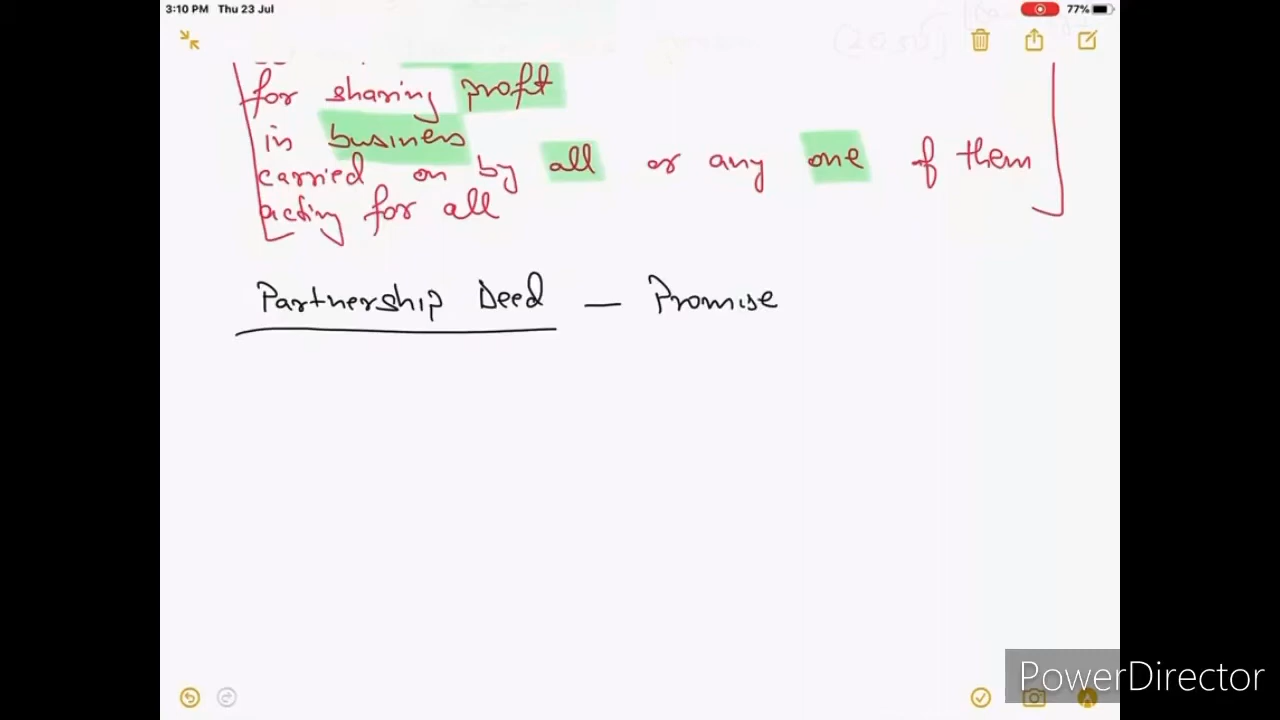 3:10 PM Thu 23 Jul 77%
for sharing profit
in business
carried on by all or any one of them
acting for all
Partnership Deed — Promise
PowerDirector